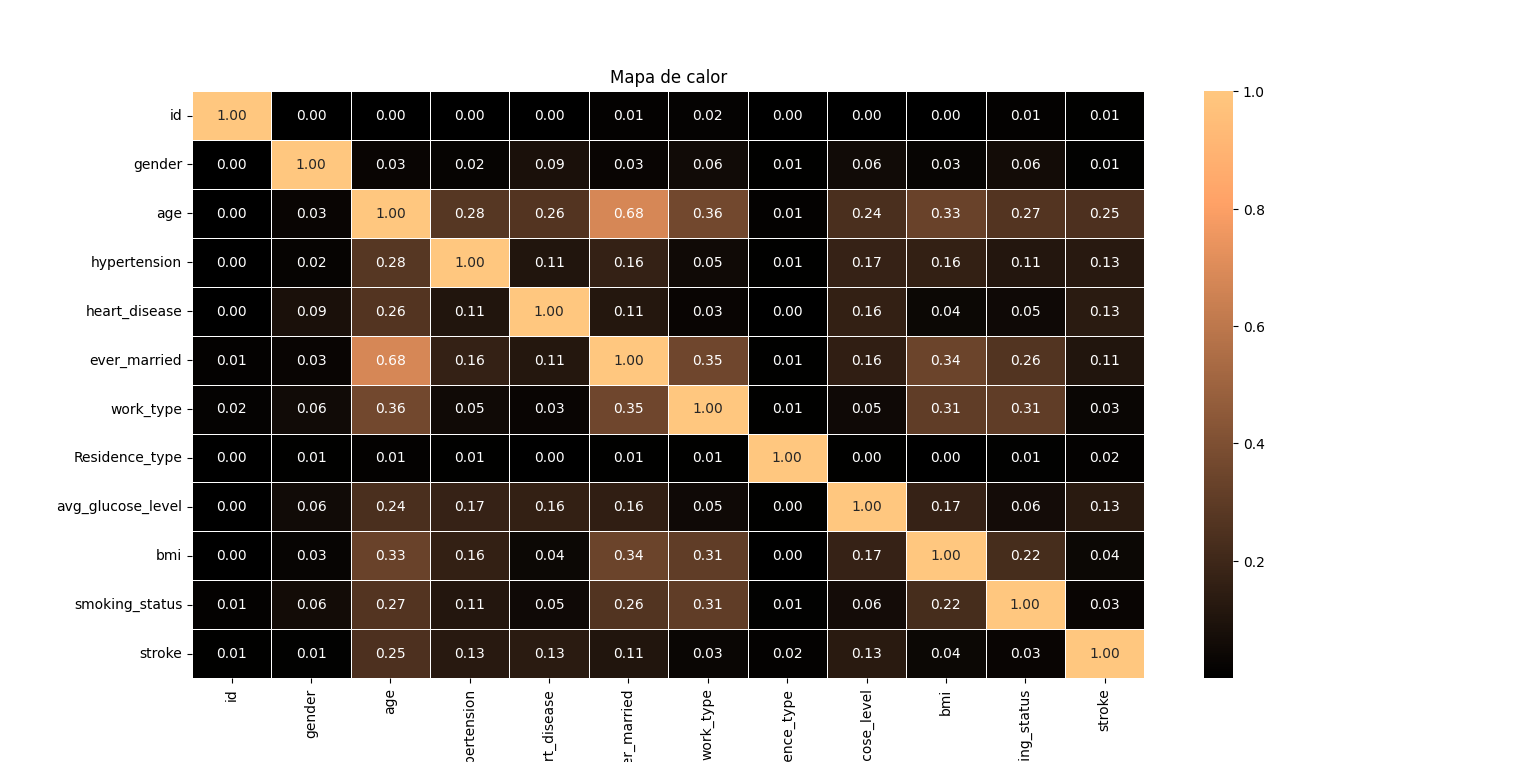 Mapa de calor
id 1.00 0.00 0.00 0.00 0.00 0.01 0.02 0.00 0.00 0.00 0.01 0.01
gender 0.00 1.00 0.03 0.02 0.09 0.03 0.06 0.01 0.06 0.03 0.06 0.01
age 0.00 0.03 1.00 0.28 0.26 0.68 0.36 0.01 0.24 0.33 0.27 0.25
hypertension 0.00 0.02 0.28 1.00 0.11 0.16 0.05 0.01 0.17 0.16 0.11 0.13
heart_disease 0.00 0.09 0.26 0.11 1.00 0.11 0.03 0.00 0.16 0.04 0.05 0.13
ever_married 0.01 0.03 0.68 0.16 0.11 1.00 0.35 0.01 0.16 0.34 0.26 0.11
work_type 0.02 0.06 0.36 0.05 0.03 0.35 1.00 0.01 0.05 0.31 0.31 0.03
Residence_type 0.00 0.01 0.01 0.01 0.00 0.01 0.01 1.00 0.00 0.00 0.01 0.02
avg_glucose_level 0.00 0.06 0.24 0.17 0.16 0.16 0.05 0.00 1.00 0.17 0.06 0.13
bmi 0.00 0.03 0.33 0.16 0.04 0.34 0.31 0.00 0.17 1.00 0.22 0.04
smoking_status 0.01 0.06 0.27 0.11 0.05 0.26 0.31 0.01 0.06 0.22 1.00 0.03
stroke 0.01 0.01 0.25 0.13 0.13 0.11 0.03 0.02 0.13 0.04 0.03 1.00
id
gender
age
pertension
rt_disease
er_married
work_type
ence_type
cose_level
bmi
ing_status
stroke
1.0
0.8
0.6
0.4
0.2